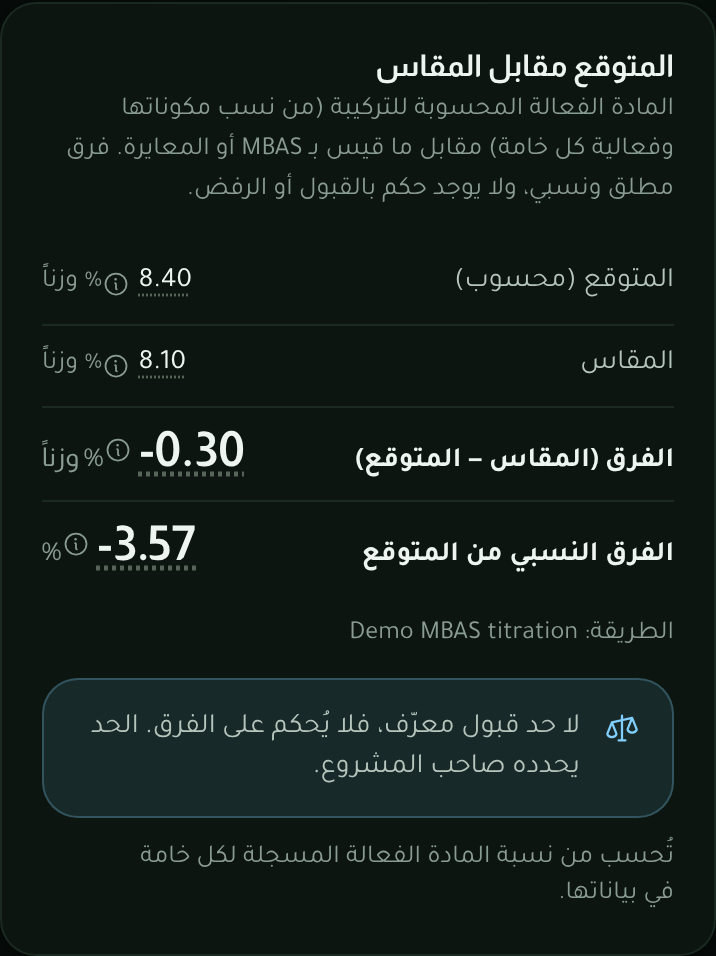 المتوقع مقابل المقاس
المادة الفعالة المحسوبة للتركيبة (من نسب مكوناتها
وفعالية كل خامة) مقابل ما قيس بـ MBAS أو المعايرة. فرق
مطلق ونسبي، ولا يوجد حكم بالقبول أو الرفض.
المتوقع (محسوب) 8.40 % وزناً
المقاس 8.10 % وزناً
الفرق (المقاس – المتوقع) -0.30 % وزناً
الفرق النسبي من المتوقع -3.57 %
الطريقة: Demo MBAS titration
لا حد قبول معرّف، فلا يُحكم على الفرق. الحد
يحدده صاحب المشروع.
تُحسب من نسبة المادة الفعالة المسجلة لكل خامة
في بياناتها.